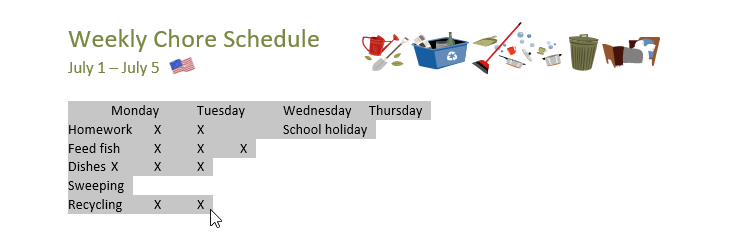 Weekly Chore Schedule
July 1 – July 5
Monday Tuesday Wednesday Thursday
Homework X X School holiday
Feed fish X X X
Dishes X X X
Sweeping
Recycling X X